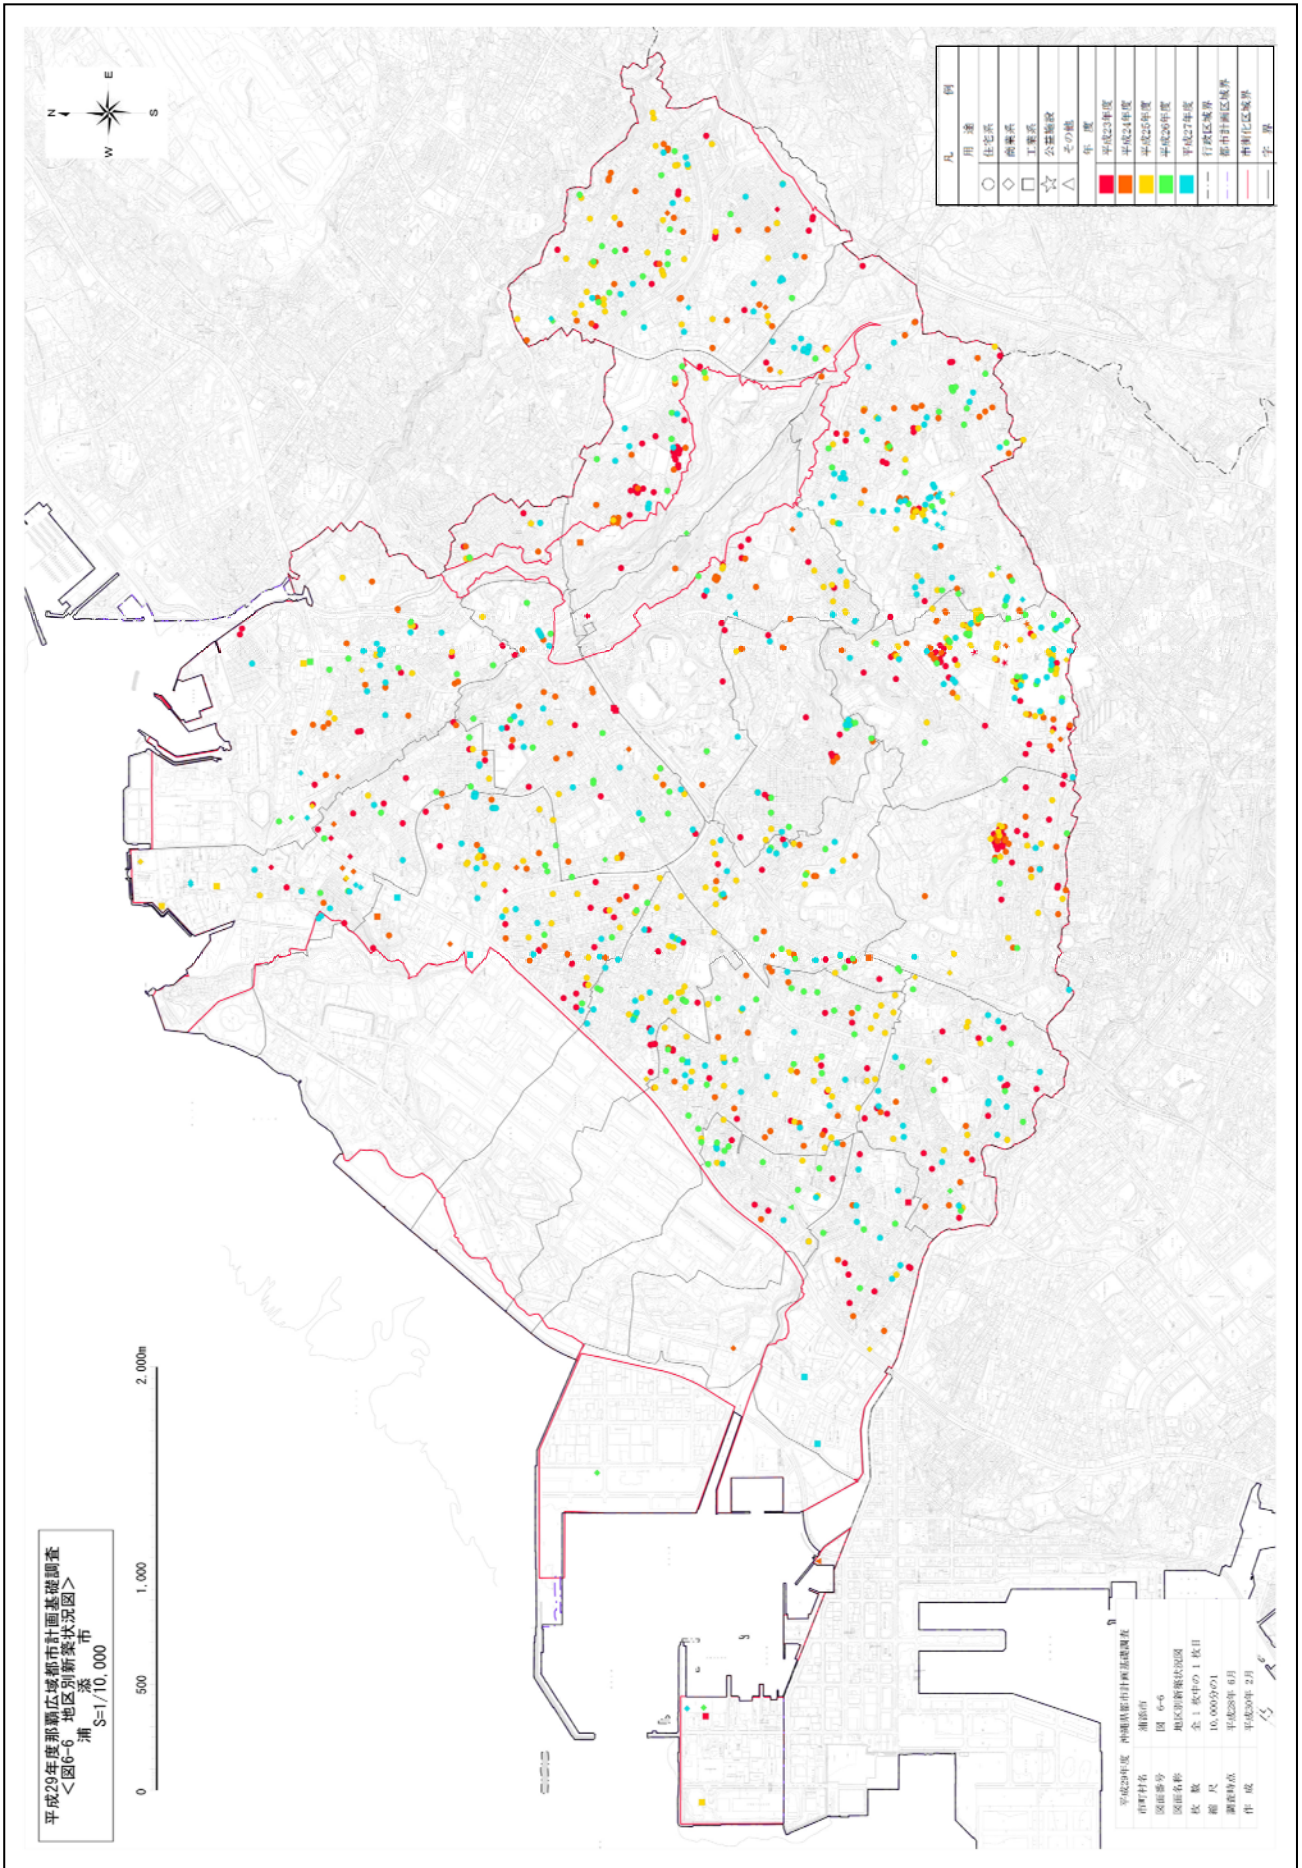 平成29年度那覇広域都市計画基礎調査
＜図6-6 地区別新築状況図＞
浦添市
S=1/10,000
0 500 1,000 2,000m
N
E
S
W
凡例
用途
住宅系
商業系
工業系
公益施設
その他
年度
平成23年度
平成24年度
平成25年度
平成26年度
平成27年度
行政区域界
都市計画区域界
市街化区域界
字界
平成29年度 沖縄県都市計画基礎調査
市町村名 浦添市
図面番号 図 6-6
図面名称 地区別新築状況図
枚数 全 1 枚中の 1 枚目
縮尺 10,000分の1
調査時点 平成28年 6月
作成 平成30年 2月